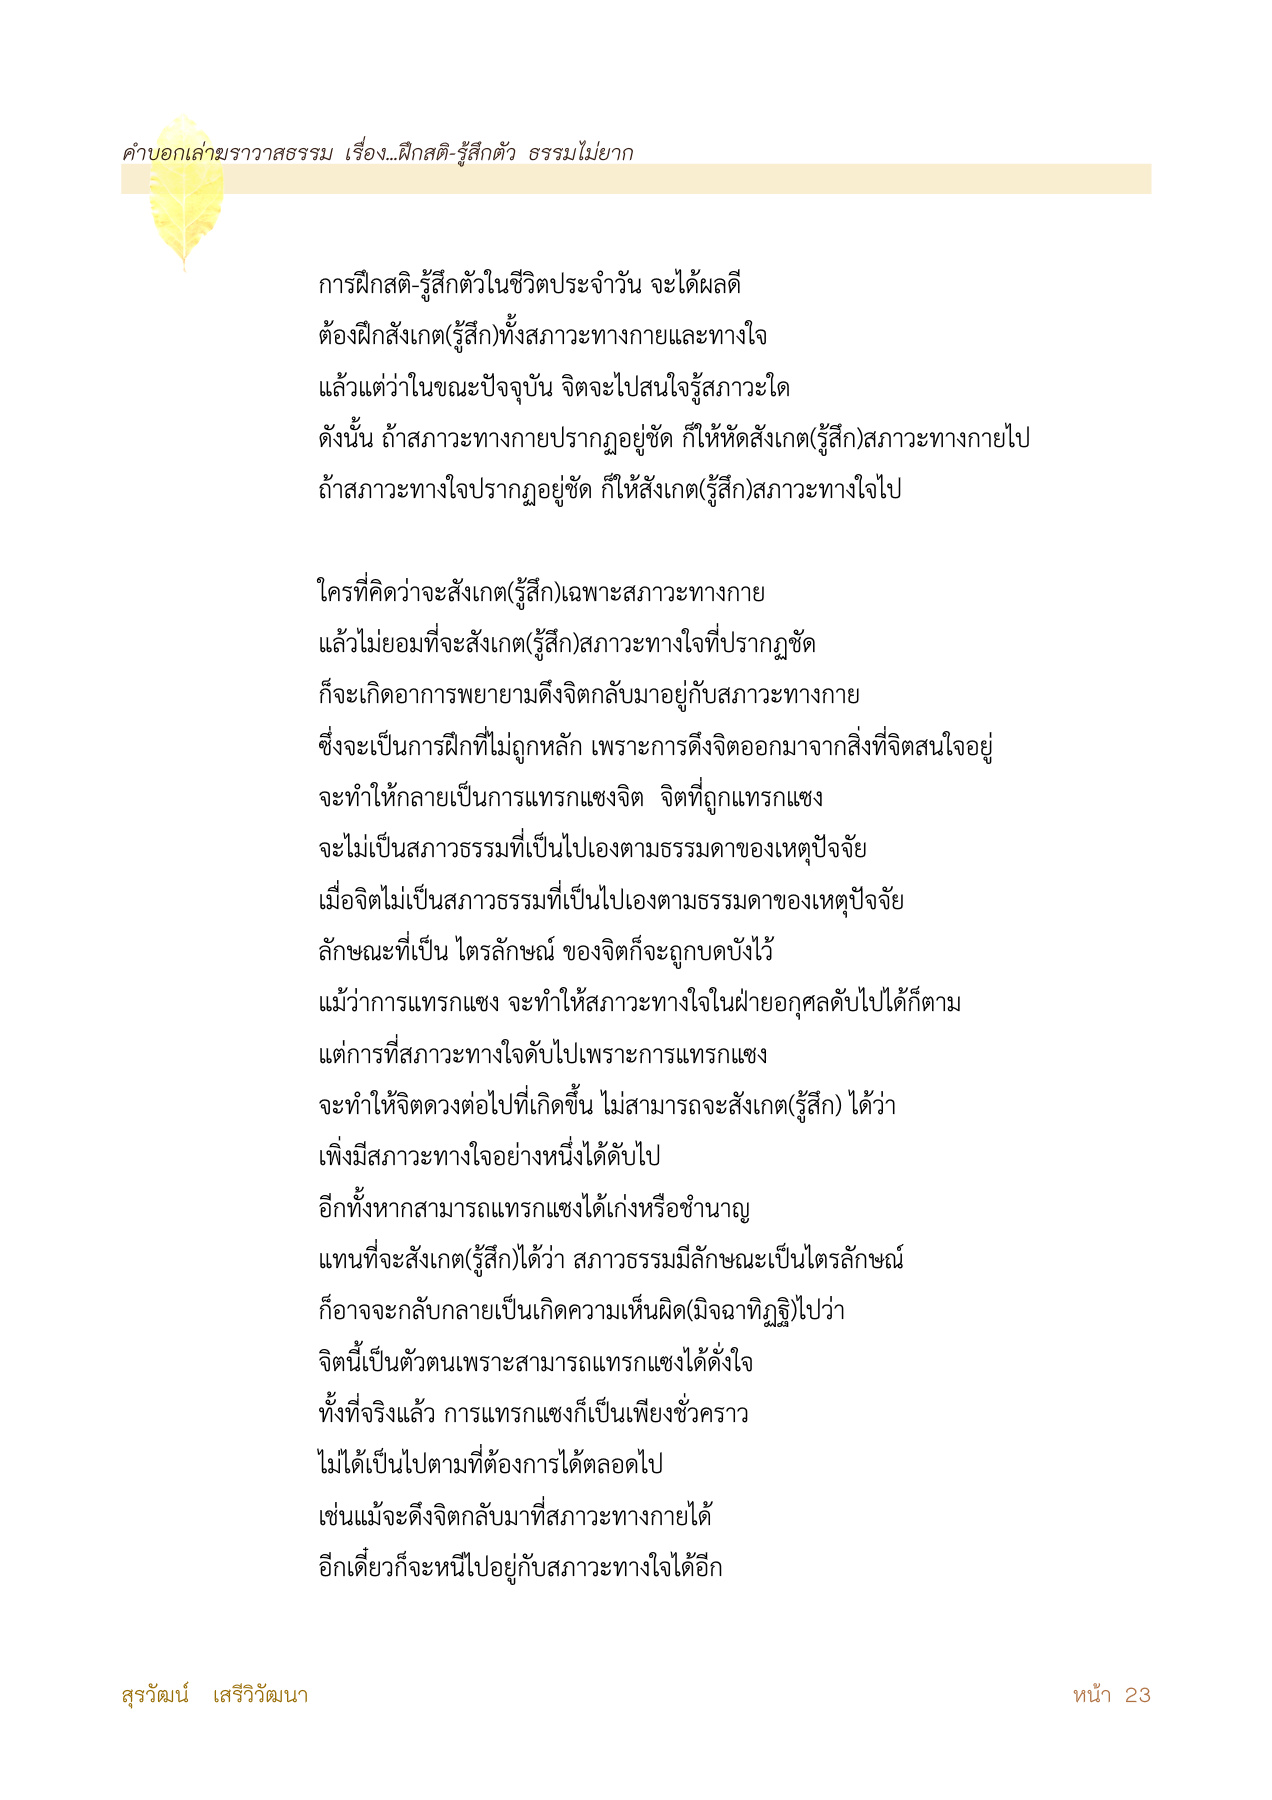 คำบอกเล่าฆราวาสธรรม เรื่อง...ฝึกสติ-รู้สึกตัว ธรรมไม่ยาก
การฝึกสติ-รู้สึกตัวในชีวิตประจำวัน จะได้ผลดี
ต้องฝึกสังเกต(รู้สึก)ทั้งสภาวะทางกายและทางใจ
แล้วแต่ว่าในขณะปัจจุบัน จิตจะไปสนใจรู้สภาวะใด
ดังนั้น ถ้าสภาวะทางกายปรากฏอยู่ชัด ก็ให้หัดสังเกต(รู้สึก)สภาวะทางกายไป
ถ้าสภาวะทางใจปรากฏอยู่ชัด ก็ให้สังเกต(รู้สึก)สภาวะทางใจไป
ใครที่คิดว่าจะสังเกต(รู้สึก)เฉพาะสภาวะทางกาย
แล้วไม่ยอมที่จะสังเกต(รู้สึก)สภาวะทางใจที่ปรากฏชัด
ก็จะเกิดอาการพยายามดึงจิตกลับมาอยู่กับสภาวะทางกาย
ซึ่งจะเป็นการฝึกที่ไม่ถูกหลัก เพราะการดึงจิตออกมาจากสิ่งที่จิตสนใจอยู่
จะทำให้กลายเป็นการแทรกแซงจิต จิตที่ถูกแทรกแซง
จะไม่เป็นสภาวธรรมที่เป็นไปเองตามธรรมดาของเหตุปัจจัย
เมื่อจิตไม่เป็นสภาวธรรมที่เป็นไปเองตามธรรมดาของเหตุปัจจัย
ลักษณะที่เป็น ไตรลักษณ์ ของจิตก็จะถูกบดบังไว้
แม้ว่าการแทรกแซง จะทำให้สภาวะทางใจในฝ่ายอกุศลดับไปได้ก็ตาม
แต่การที่สภาวะทางใจดับไปเพราะการแทรกแซง
จะทำให้จิตดวงต่อไปที่เกิดขึ้น ไม่สามารถจะสังเกต(รู้สึก) ได้ว่า
เพิ่งมีสภาวะทางใจอย่างหนึ่งได้ดับไป
อีกทั้งหากสามารถแทรกแซงได้เก่งหรือชำนาญ
แทนที่จะสังเกต(รู้สึก)ได้ว่า สภาวธรรมมีลักษณะเป็นไตรลักษณ์
ก็อาจจะกลับกลายเป็นเกิดความเห็นผิด(มิจฉาทิฏฐิ)ไปว่า
จิตนี้เป็นตัวตนเพราะสามารถแทรกแซงได้ดั่งใจ
ทั้งที่จริงแล้ว การแทรกแซงก็เป็นเพียงชั่วคราว
ไม่ได้เป็นไปตามที่ต้องการได้ตลอดไป
เช่นแม้จะดึงจิตกลับมาที่สภาวะทางกายได้
อีกเดี๋ยวก็จะหนีไปอยู่กับสภาวะทางใจได้อีก
สุรวัฒน์ เสรีวิวัฒนา
หน้า 23